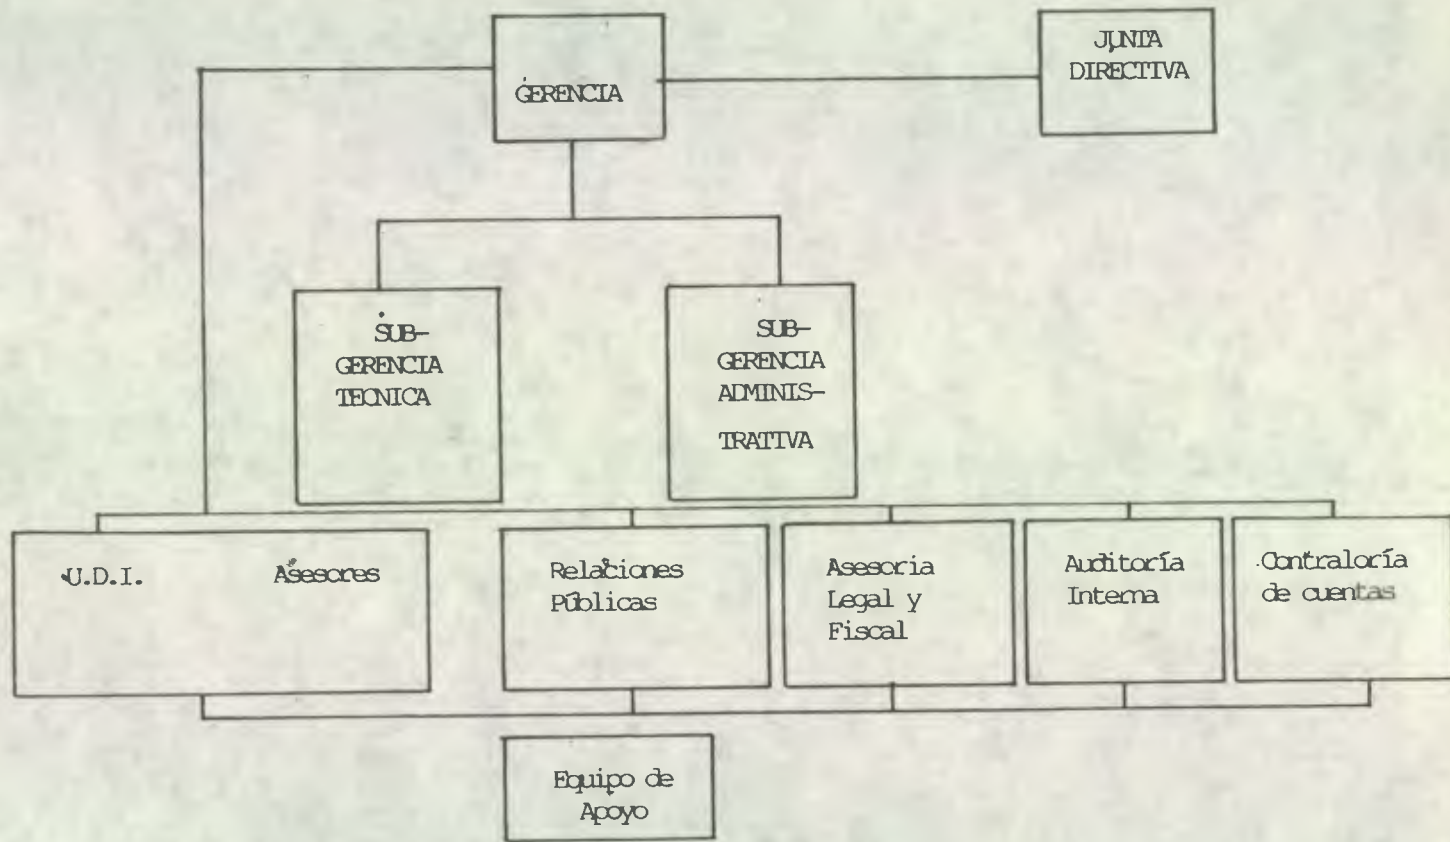 GERENCIA
JUNTA
DIRECTIVA
SUB-
GERENCIA
TECNICA
SUB-
GERENCIA
ADMINIS-
TRATIVA
U.D.I. Asesores
Relaciones
Públicas
Asesoria
Legal y
Fiscal
Auditoría
Interna
Contraloría
de cuentas
Equipo de
Apoyo